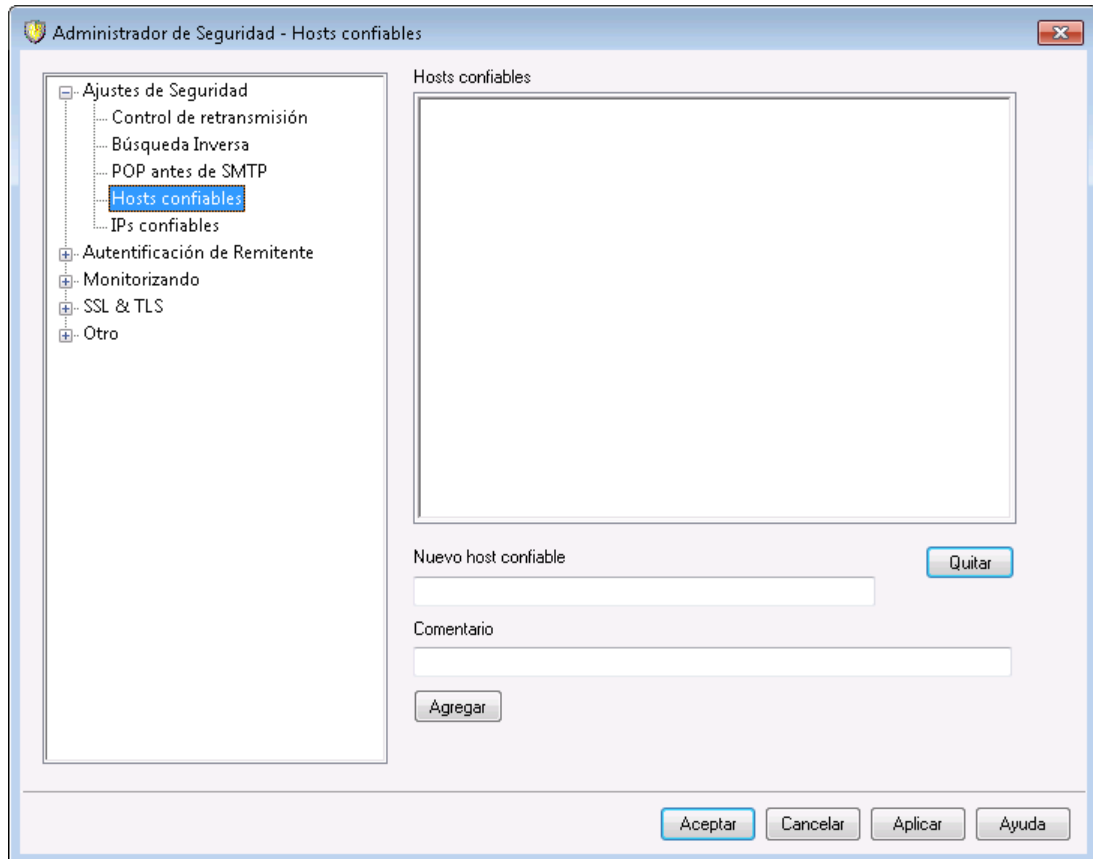 Administrador de Seguridad - Hosts confiables
Ajustes de Seguridad
Control de retransmisión
Búsqueda Inversa
POP antes de SMTP
Hosts confiables
IPs confiables
Autentificación de Remitente
Monitorizando
SSL & TLS
Otro
Hosts confiables
Nuevo host confiable
Quitar
Comentario
Agregar
Aceptar
Cancelar
Aplicar
Ayuda